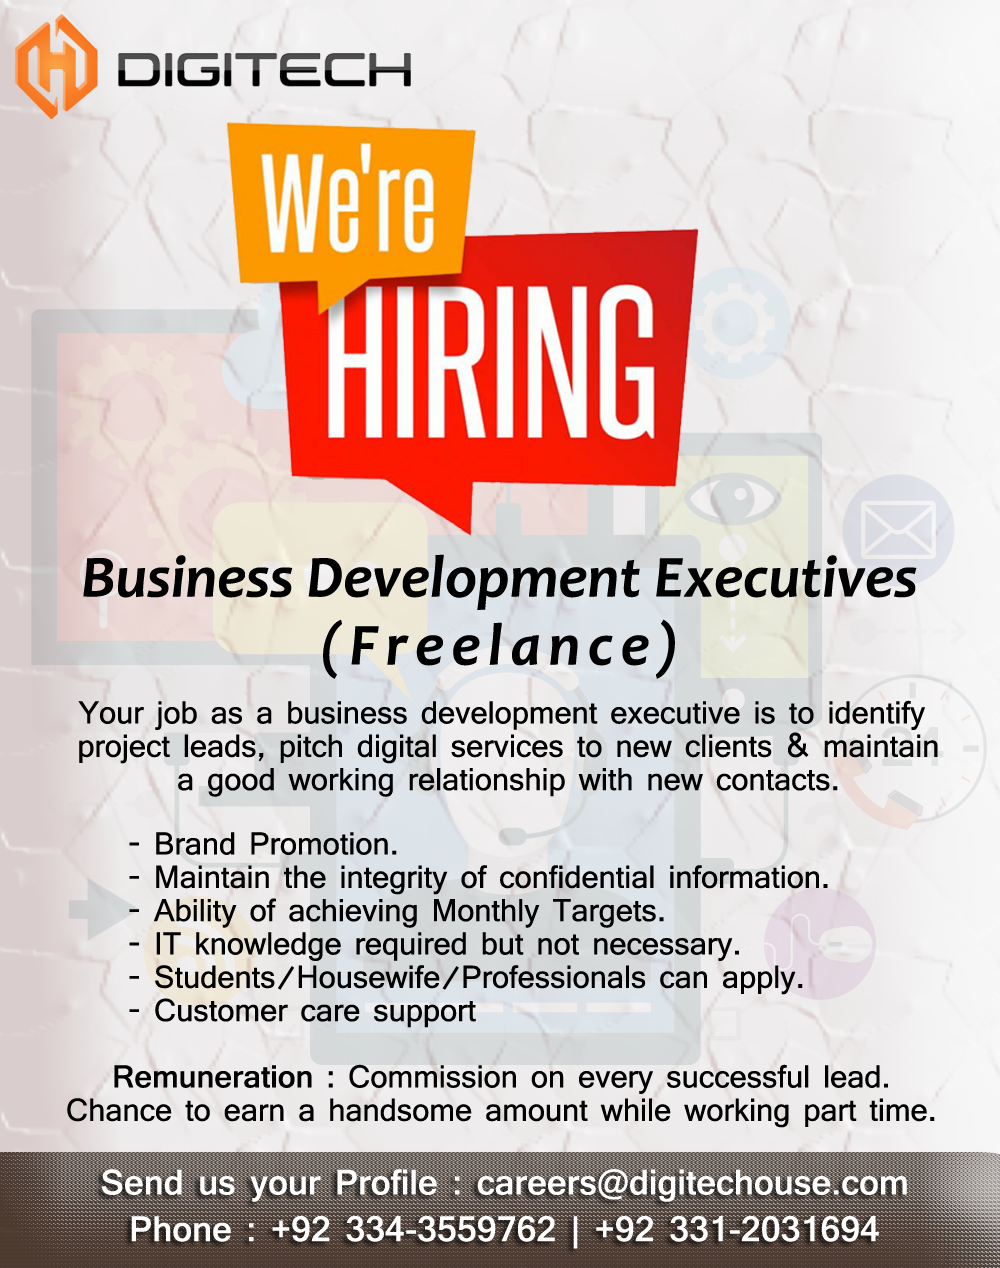 DIGITECH
We're
HIRING
Business Development Executives
(Freelance)
Your job as a business development executive is to identify
project leads, pitch digital services to new clients & maintain
a good working relationship with new contacts.
- Brand Promotion.
- Maintain the integrity of confidential information.
- Ability of achieving Monthly Targets.
- IT knowledge required but not necessary.
- Students/Housewife/Professionals can apply.
- Customer care support
Remuneration : Commission on every successful lead.
Chance to earn a handsome amount while working part time.
Send us your Profile : careers@digitechouse.com
Phone : +92 334-3559762 | +92 331-2031694